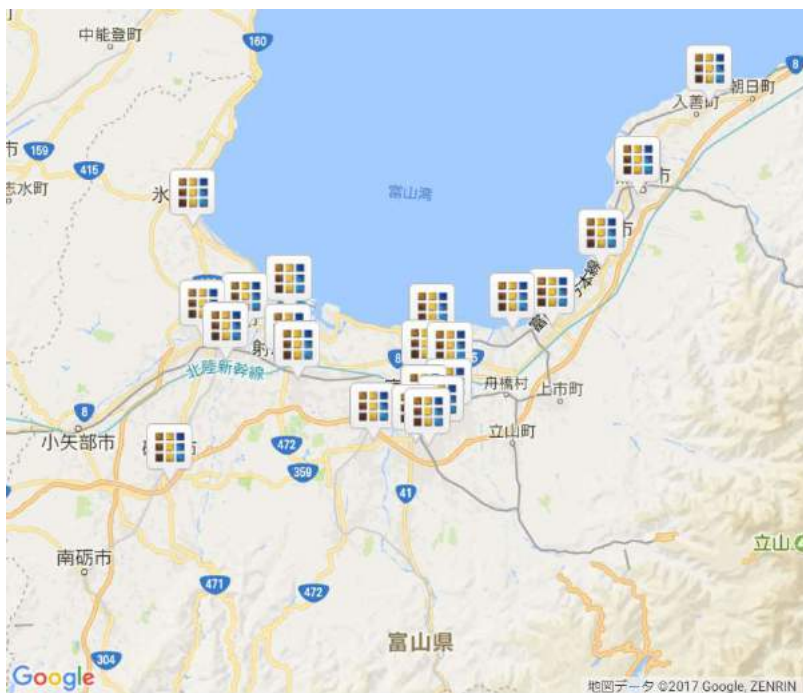 中能登町
160
8
朝日町
入善町
市
159
415
志水町
氷
市
富山湾
市
射
8
北陸新幹線
舟橋村
上市町
8
小矢部市
立山町
472
359
41
立山
南砺市
471
472
富山県
304
Google
地図データ ©2017 Google, ZENRIN